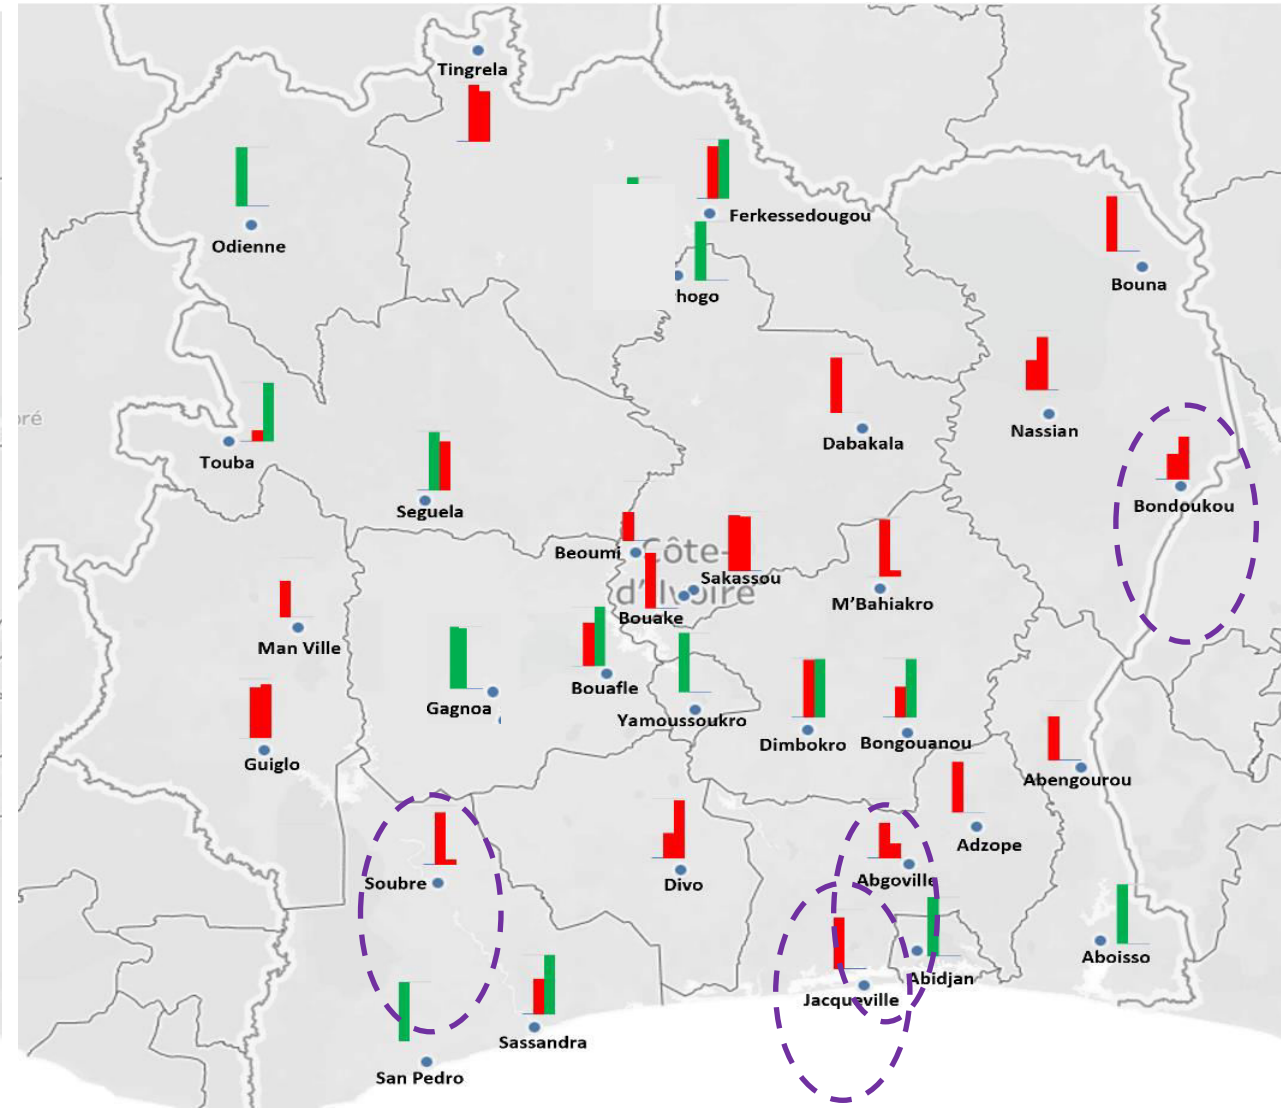 Tingrela
Ferkessedougou
Odienne
Bouna
hogo
oré
Nassian
Dabakala
Touba
Bondoukou
Seguela
Beoumi
Côte-
Sakassou
d'Ivoire
M'Bahiakro
Bouake
Man Ville
Bouafle
Gagnoa
Yamoussoukro
Dimbokro
Bongouanou
Guiglo
Abengourou
Adzope
Soubre
Divo
Abgoville
Aboisso
Abidjan
Jacqueville
Sassandra
San Pedro